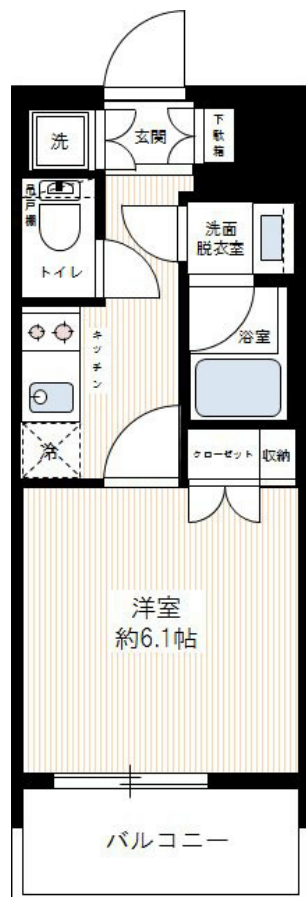 玄関
下駄箱
洗
吊戸棚
トイレ
洗面
脱衣室
浴室
キッチン
冷
クローゼット
収納
洋室
約6.1帖
バルコニー